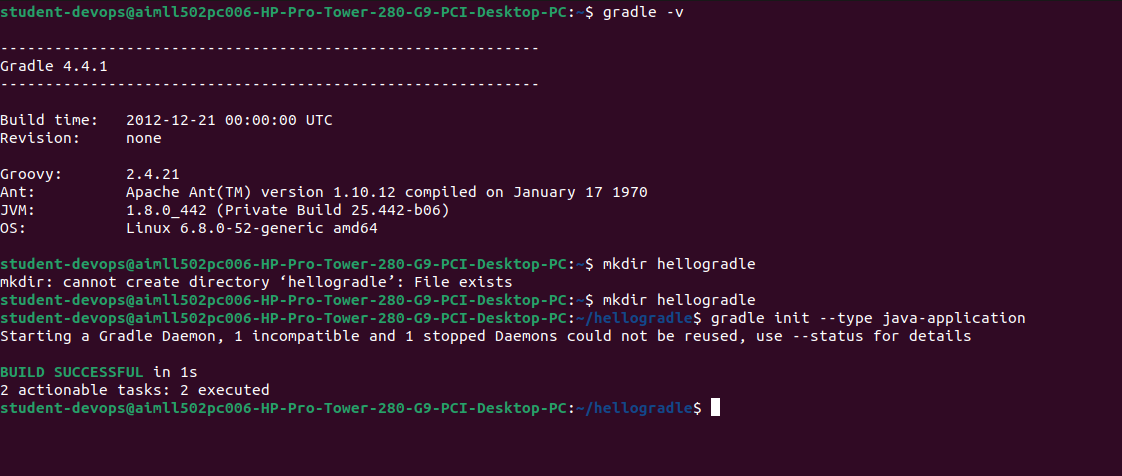 student-devops@aimll502pc006-HP-Pro-Tower-280-G9-PCI-Desktop-PC:~$ gradle -v
------------------------------------------------------------
Gradle 4.4.1
------------------------------------------------------------
Build time:   2012-12-21 00:00:00 UTC
Revision:     none
Groovy:       2.4.21
Ant:          Apache Ant(TM) version 1.10.12 compiled on January 17 1970
JVM:          1.8.0_442 (Private Build 25.442-b06)
OS:           Linux 6.8.0-52-generic amd64
student-devops@aimll502pc006-HP-Pro-Tower-280-G9-PCI-Desktop-PC:~$ mkdir hellogradle
mkdir: cannot create directory ‘hellogradle’: File exists
student-devops@aimll502pc006-HP-Pro-Tower-280-G9-PCI-Desktop-PC:~$ mkdir hellogradle
student-devops@aimll502pc006-HP-Pro-Tower-280-G9-PCI-Desktop-PC:~/hellogradle$ gradle init --type java-application
Starting a Gradle Daemon, 1 incompatible and 1 stopped Daemons could not be reused, use --status for details
BUILD SUCCESSFUL in 1s
2 actionable tasks: 2 executed
student-devops@aimll502pc006-HP-Pro-Tower-280-G9-PCI-Desktop-PC:~/hellogradle$